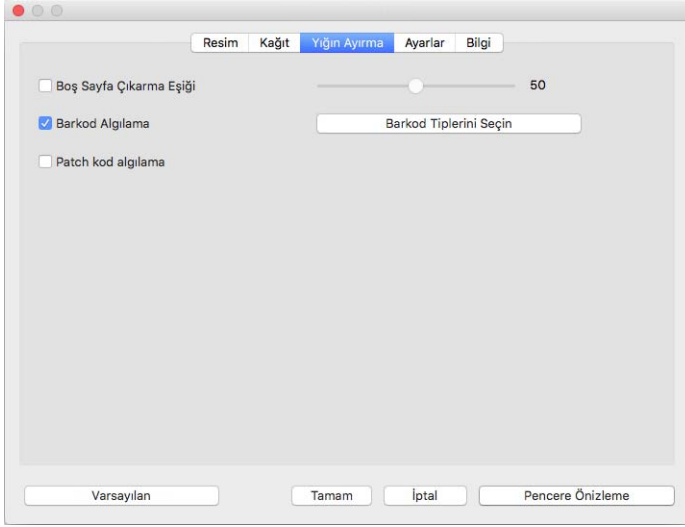 Resim Kağıt Yığın Ayırma Ayarlar Bilgi
Boş Sayfa Çıkarma Eşiği 50
Barkod Algılama Barkod Tiplerini Seçin
Patch kod algılama
Varsayılan Tamam İptal Pencere Önizleme